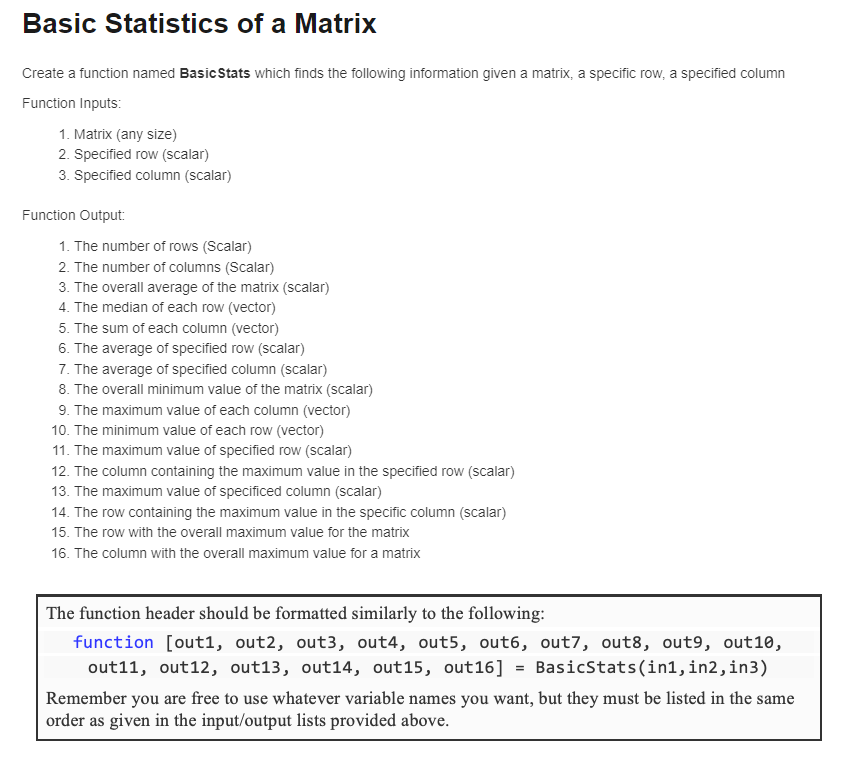 Basic Statistics of a Matrix
Create a function named BasicStats which finds the following information given a matrix, a specific row, a specified column
Function Inputs:
1. Matrix (any size)
2. Specified row (scalar)
3. Specified column (scalar)
Function Output:
1. The number of rows (Scalar)
2. The number of columns (Scalar)
3. The overall average of the matrix (scalar)
4. The median of each row (vector)
5. The sum of each column (vector)
6. The average of specified row (scalar)
7. The average of specified column (scalar)
8. The overall minimum value of the matrix (scalar)
9. The maximum value of each column (vector)
10. The minimum value of each row (vector)
11. The maximum value of specified row (scalar)
12. The column containing the maximum value in the specified row (scalar)
13. The maximum value of specificed column (scalar)
14. The row containing the maximum value in the specific column (scalar)
15. The row with the overall maximum value for the matrix
16. The column with the overall maximum value for a matrix
The function header should be formatted similarly to the following:
function [out1, out2, out3, out4, out5, out6, out7, out8, out9, out10,
out11, out12, out13, out14, out15, out16] = BasicStats(in1,in2,in3)
Remember you are free to use whatever variable names you want, but they must be listed in the same
order as given in the input/output lists provided above.